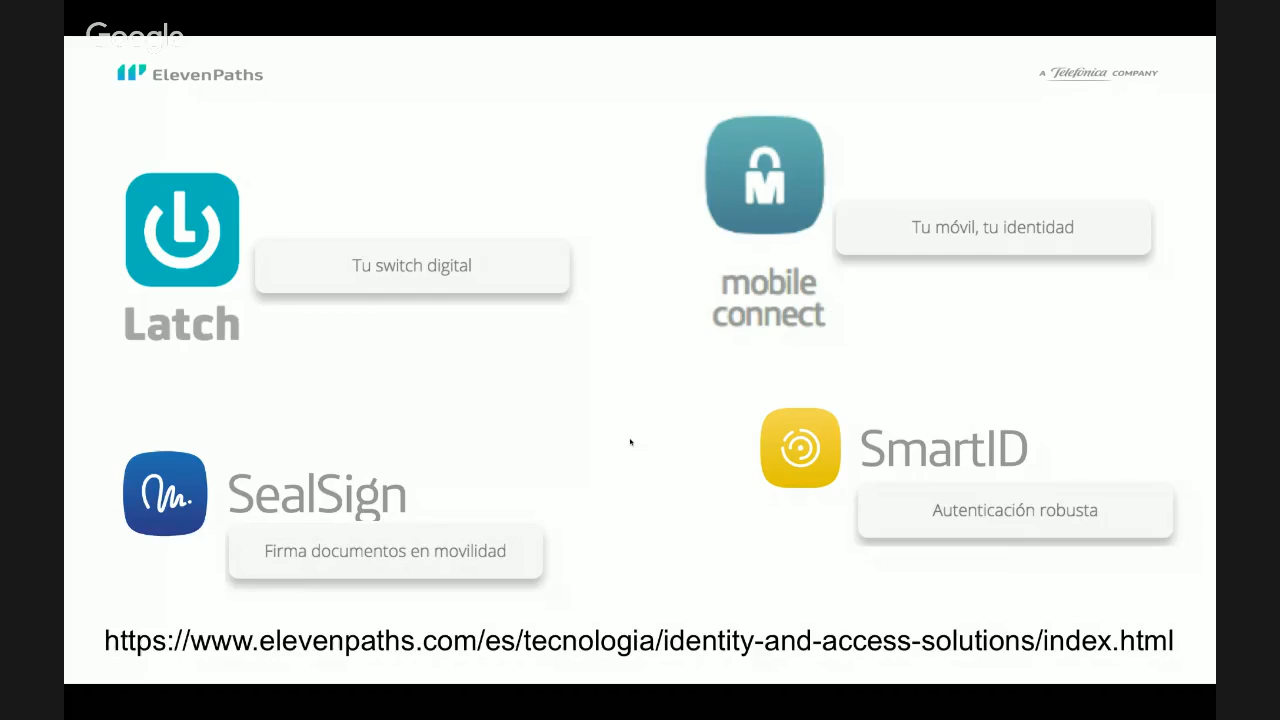 Google
ElevenPaths
A Telefónica COMPANY
Tu móvil, tu identidad
Tu switch digital
mobile
connect
Latch
SmartID
SealSign
Autenticación robusta
Firma documentos en movilidad
https://www.elevenpaths.com/es/tecnologia/identity-and-access-solutions/index.html